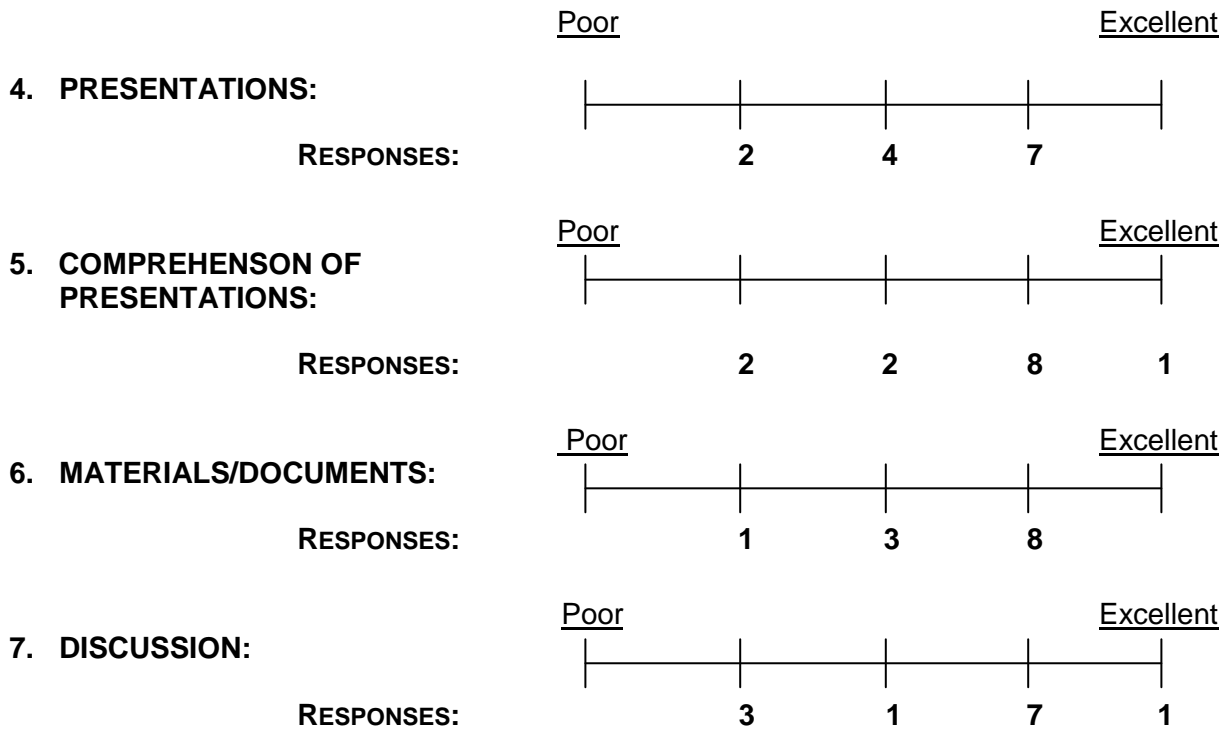 Poor Excellent
4. PRESENTATIONS:
RESPONSES: 2 4 7
Poor Excellent
5. COMPREHENSON OF
PRESENTATIONS:
RESPONSES: 2 2 8 1
Poor Excellent
6. MATERIALS/DOCUMENTS:
RESPONSES: 1 3 8
Poor Excellent
7. DISCUSSION:
RESPONSES: 3 1 7 1